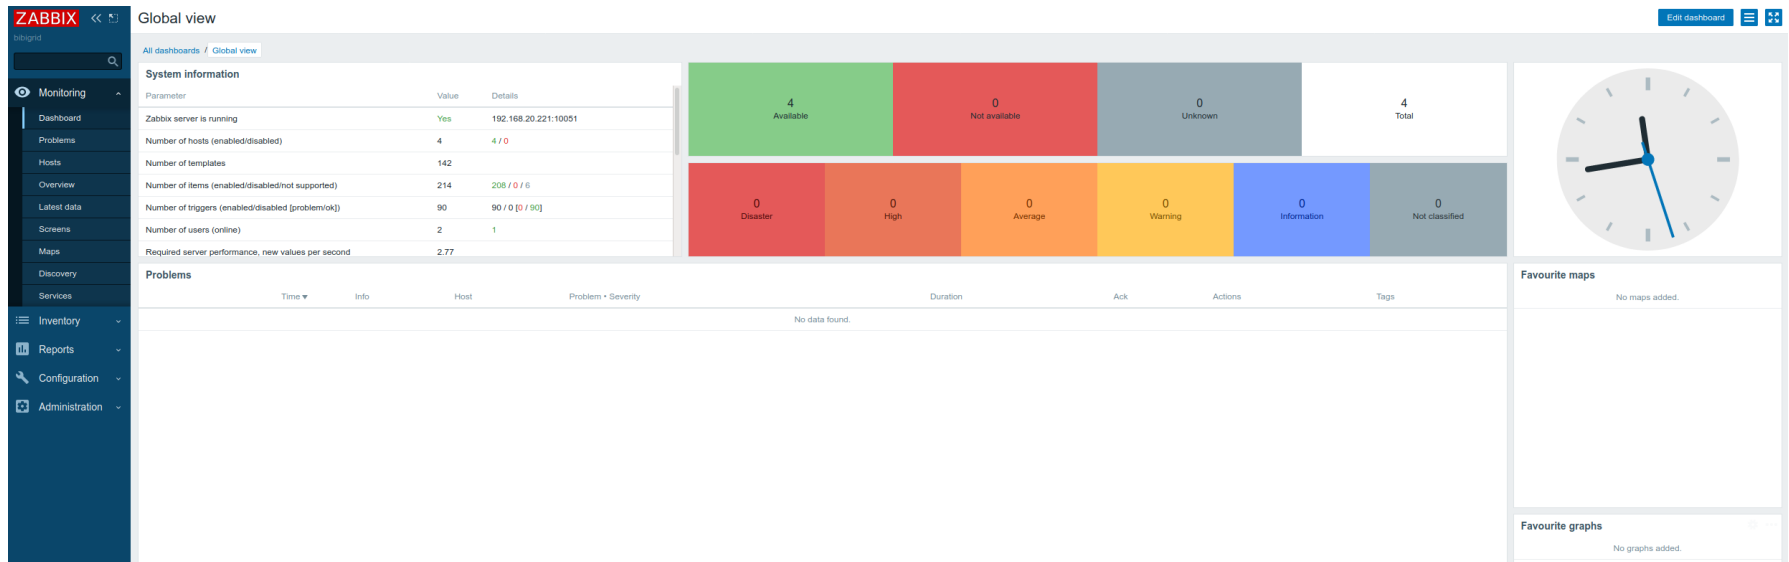 ZABBIX
bibigrid
Monitoring
Dashboard
Problems
Hosts
Overview
Latest data
Screens
Maps
Discovery
Services
Inventory
Reports
Configuration
Administration
Global view
Edit dashboard
All dashboards / Global view
System information
Parameter Value Details
Zabbix server is running Yes 192.168.20.221:10051
Number of hosts (enabled/disabled) 4 4 / 0
Number of templates 142
Number of items (enabled/disabled/not supported) 214 208 / 0 / 6
Number of triggers (enabled/disabled [problem/ok]) 90 90 / 0 [0 / 90]
Number of users (online) 2 1
Required server performance, new values per second 2.77
4 0 0 4
Available Not available Unknown Total
0 0 0 0 0 0
Disaster High Average Warning Information Not classified
Problems
Time ▼ Info Host Problem • Severity Duration Ack Actions Tags
No data found.
Favourite maps
No maps added.
Favourite graphs
No graphs added.